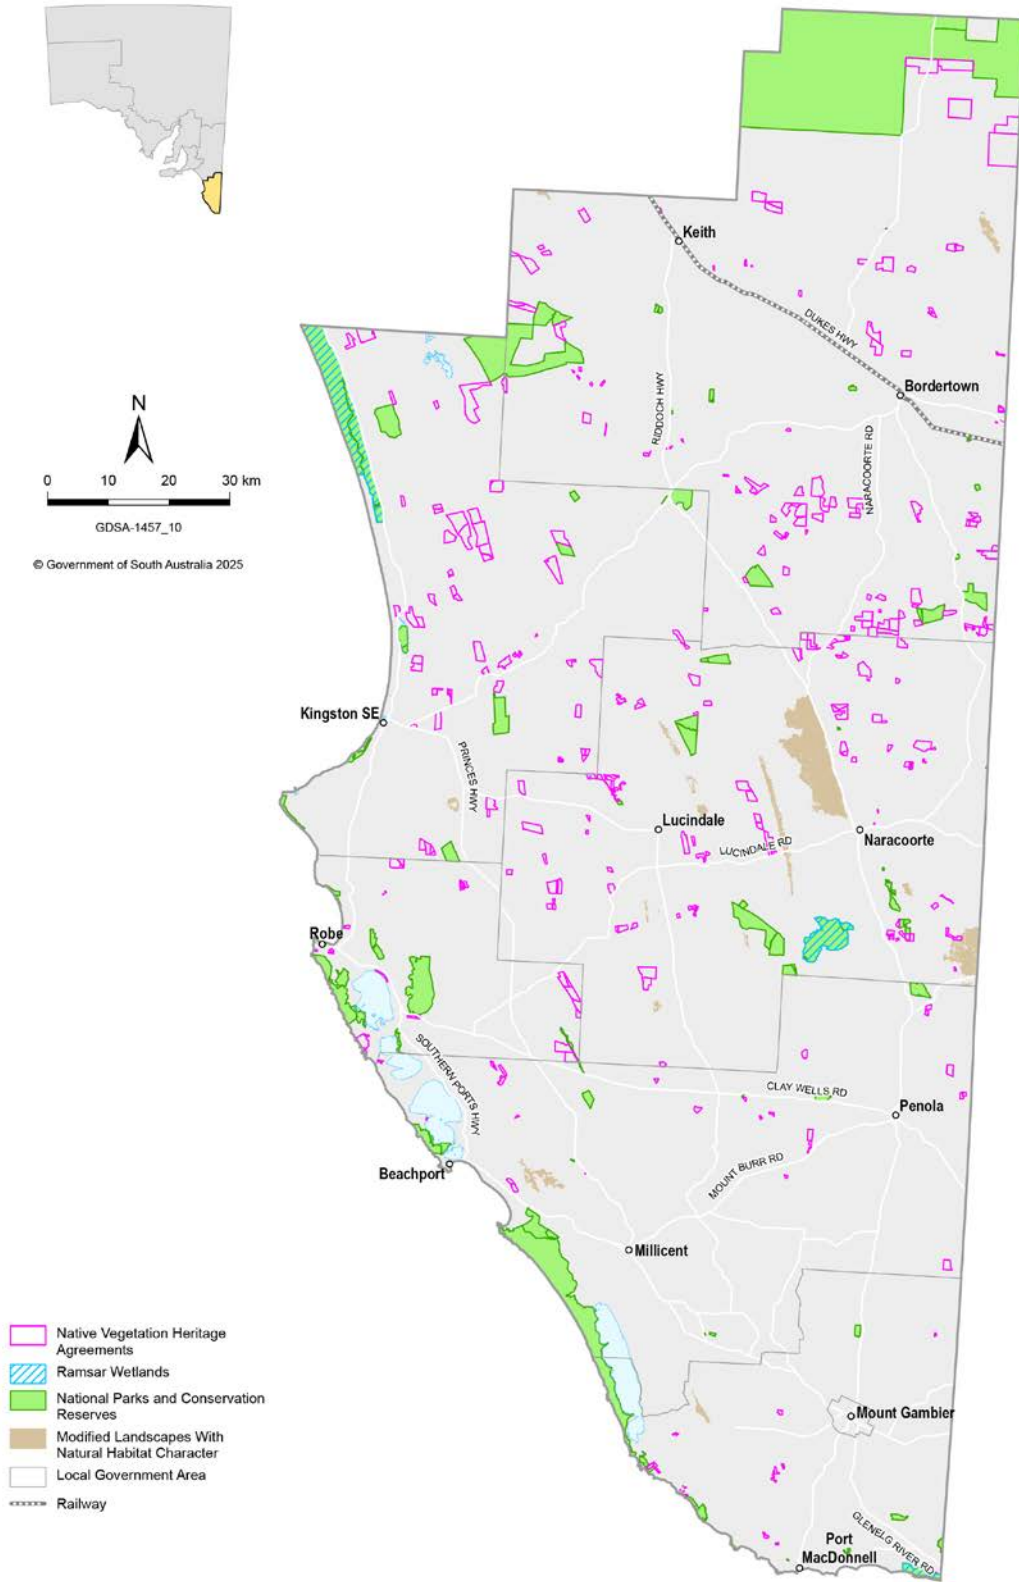 Keith
DUKES HWY
Bordertown
RIDDOCH HWY
NARACOORTE RD
N
0 10 20 30 km
GDSA-1457_10
© Government of South Australia 2025
Kingston SE
PRINCES HWY
Lucindale
LUCINDALE RD
Naracoorte
Robe
SOUTHERN PORTS HWY
CLAY WELLS RD
Penola
MOUNT BURR RD
Beachport
Millicent
Mount Gambier
GLENELG RIVER RD
Port
MacDonnell
Native Vegetation Heritage
Agreements
Ramsar Wetlands
National Parks and Conservation
Reserves
Modified Landscapes With
Natural Habitat Character
Local Government Area
Railway